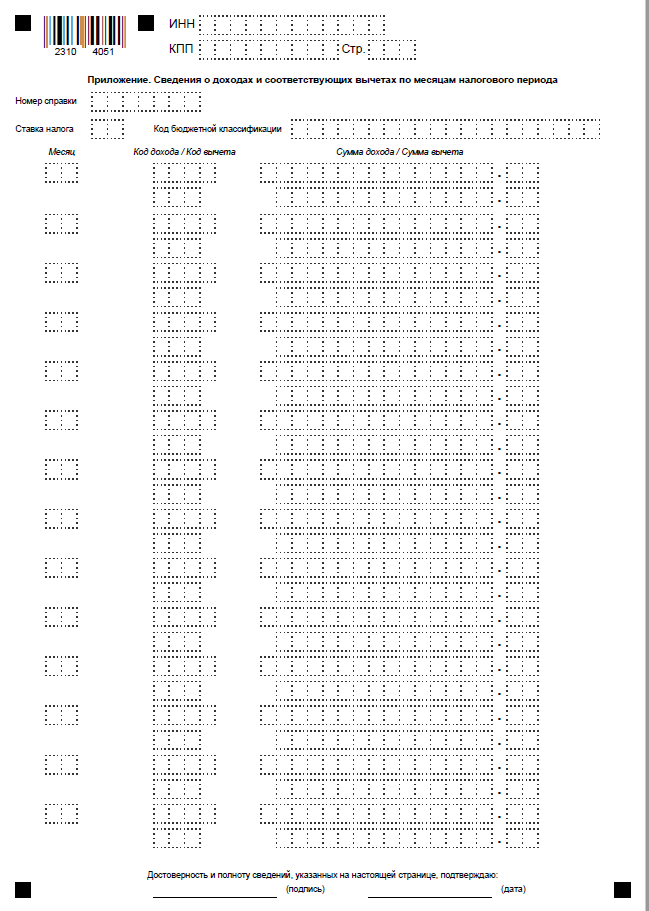 ИНН
2310 4051
КПП Стр.
Приложение. Сведения о доходах и соответствующих вычетах по месяцам налогового периода
Номер справки
Ставка налога Код бюджетной классификации
Месяц Код дохода / Код вычета Сумма дохода / Сумма вычета
Достоверность и полноту сведений, указанных на настоящей странице, подтверждаю:
(подпись) (дата)